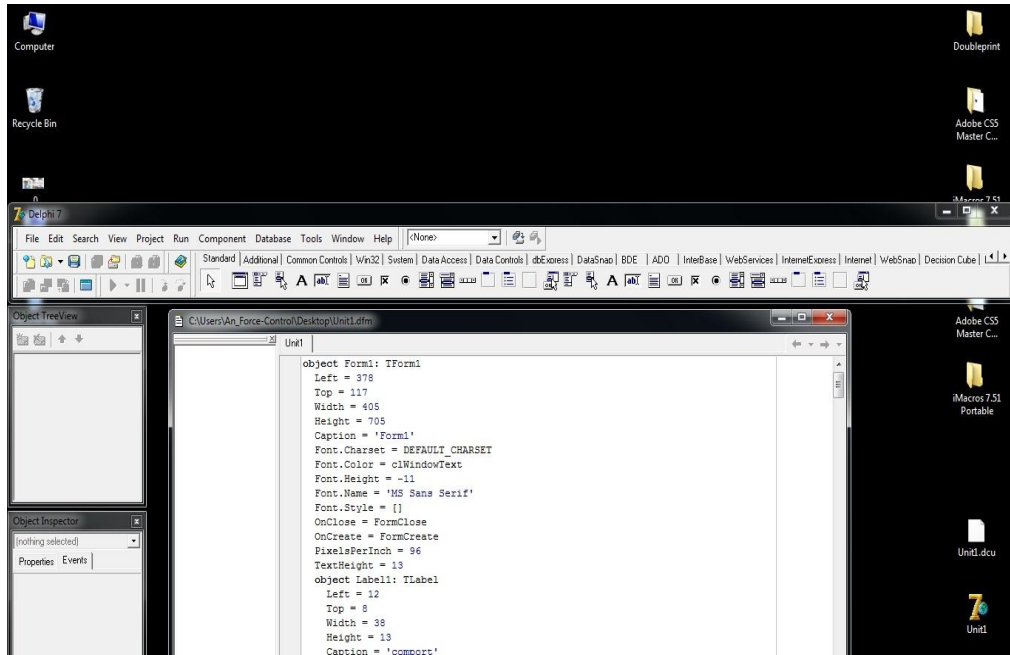 Computer
Doubleprint
Recycle Bin
Adobe CS5
Master C...
0
iMacros 7.51
Delphi 7
File Edit Search View Project Run Component Database Tools Window Help <None>
Standard Additional Common Controls Win32 System Data Access Data Controls dbExpress DataSnap BDE ADO InterBase WebServices InternetExpress Internet WebSnap Decision Cube
Object TreeView
C:\Users\An_Force-Control\Desktop\Unit1.dfm
Adobe CS5
Master C...
Unit1
object Form1: TForm1
Left = 378
Top = 117
Width = 405
Height = 705
Caption = 'Form1'
Font.Charset = DEFAULT_CHARSET
Font.Color = clWindowText
Font.Height = -11
Font.Name = 'MS Sans Serif'
Font.Style = []
OnClose = FormClose
OnCreate = FormCreate
PixelsPerInch = 96
TextHeight = 13
object Label1: TLabel
Left = 12
Top = 8
Width = 38
Height = 13
Caption = 'comport'
iMacros 7.51
Portable
Object Inspector
(nothing selected)
Properties Events
Unit1.dcu
Unit1